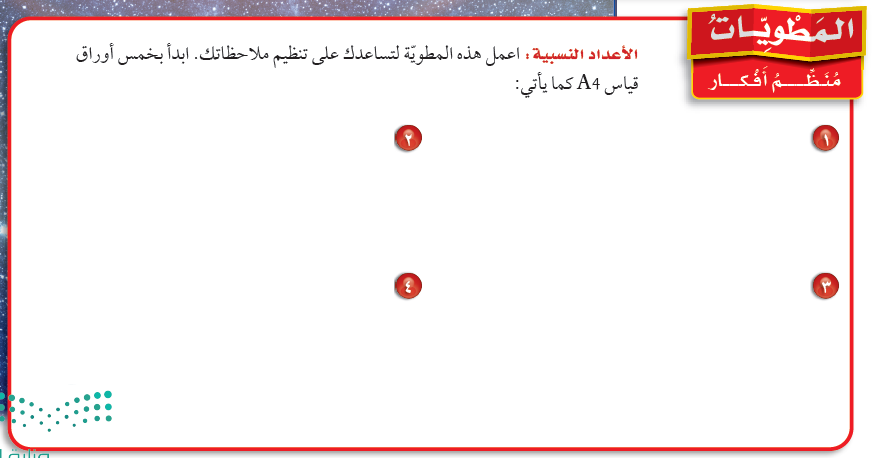 المَطْوِيّاتُ
مُنَظِّمُ أَفْكار
الأعداد النسبية : اعمل هذه المطويّة لتساعدك على تنظيم ملاحظاتك. ابدأ بخمس أوراق
قياس A4 كما يأتي:
١
٢
٣
٤